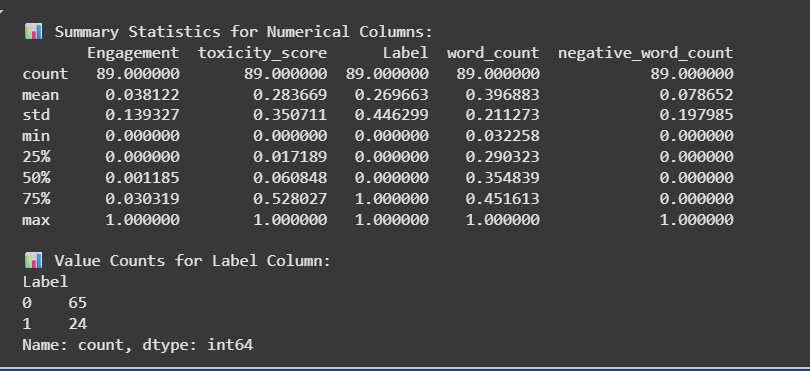 📊 Summary Statistics for Numerical Columns:
Engagement toxicity_score Label word_count negative_word_count
count 89.000000 89.000000 89.000000 89.000000 89.000000
mean 0.038122 0.283669 0.269663 0.396883 0.078652
std 0.139327 0.350711 0.446299 0.211273 0.197985
min 0.000000 0.000000 0.000000 0.032258 0.000000
25% 0.000000 0.017189 0.000000 0.290323 0.000000
50% 0.001185 0.060848 0.000000 0.354839 0.000000
75% 0.030319 0.528027 1.000000 0.451613 0.000000
max 1.000000 1.000000 1.000000 1.000000 1.000000
📊 Value Counts for Label Column:
Label
0 65
1 24
Name: count, dtype: int64